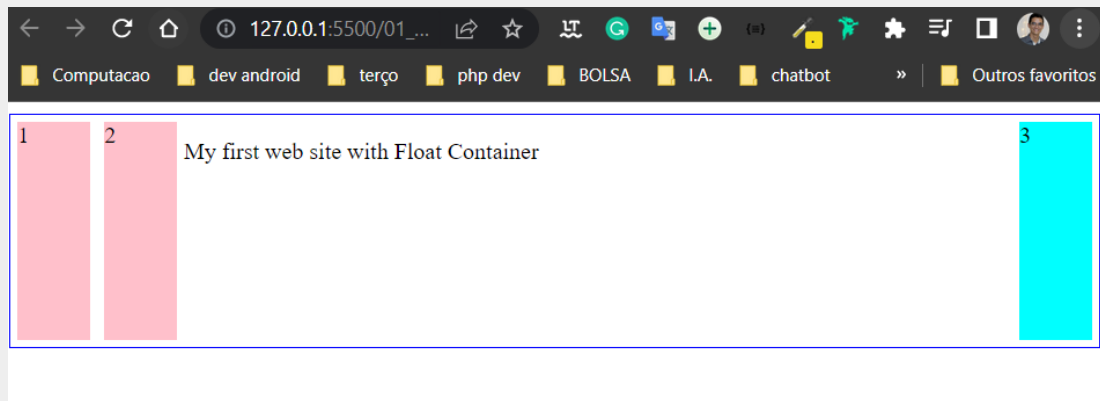 127.0.0.1:5500/01_...
Computacao dev android terço php dev BOLSA I.A. chatbot » Outros favoritos
1 2 3
My first web site with Float Container